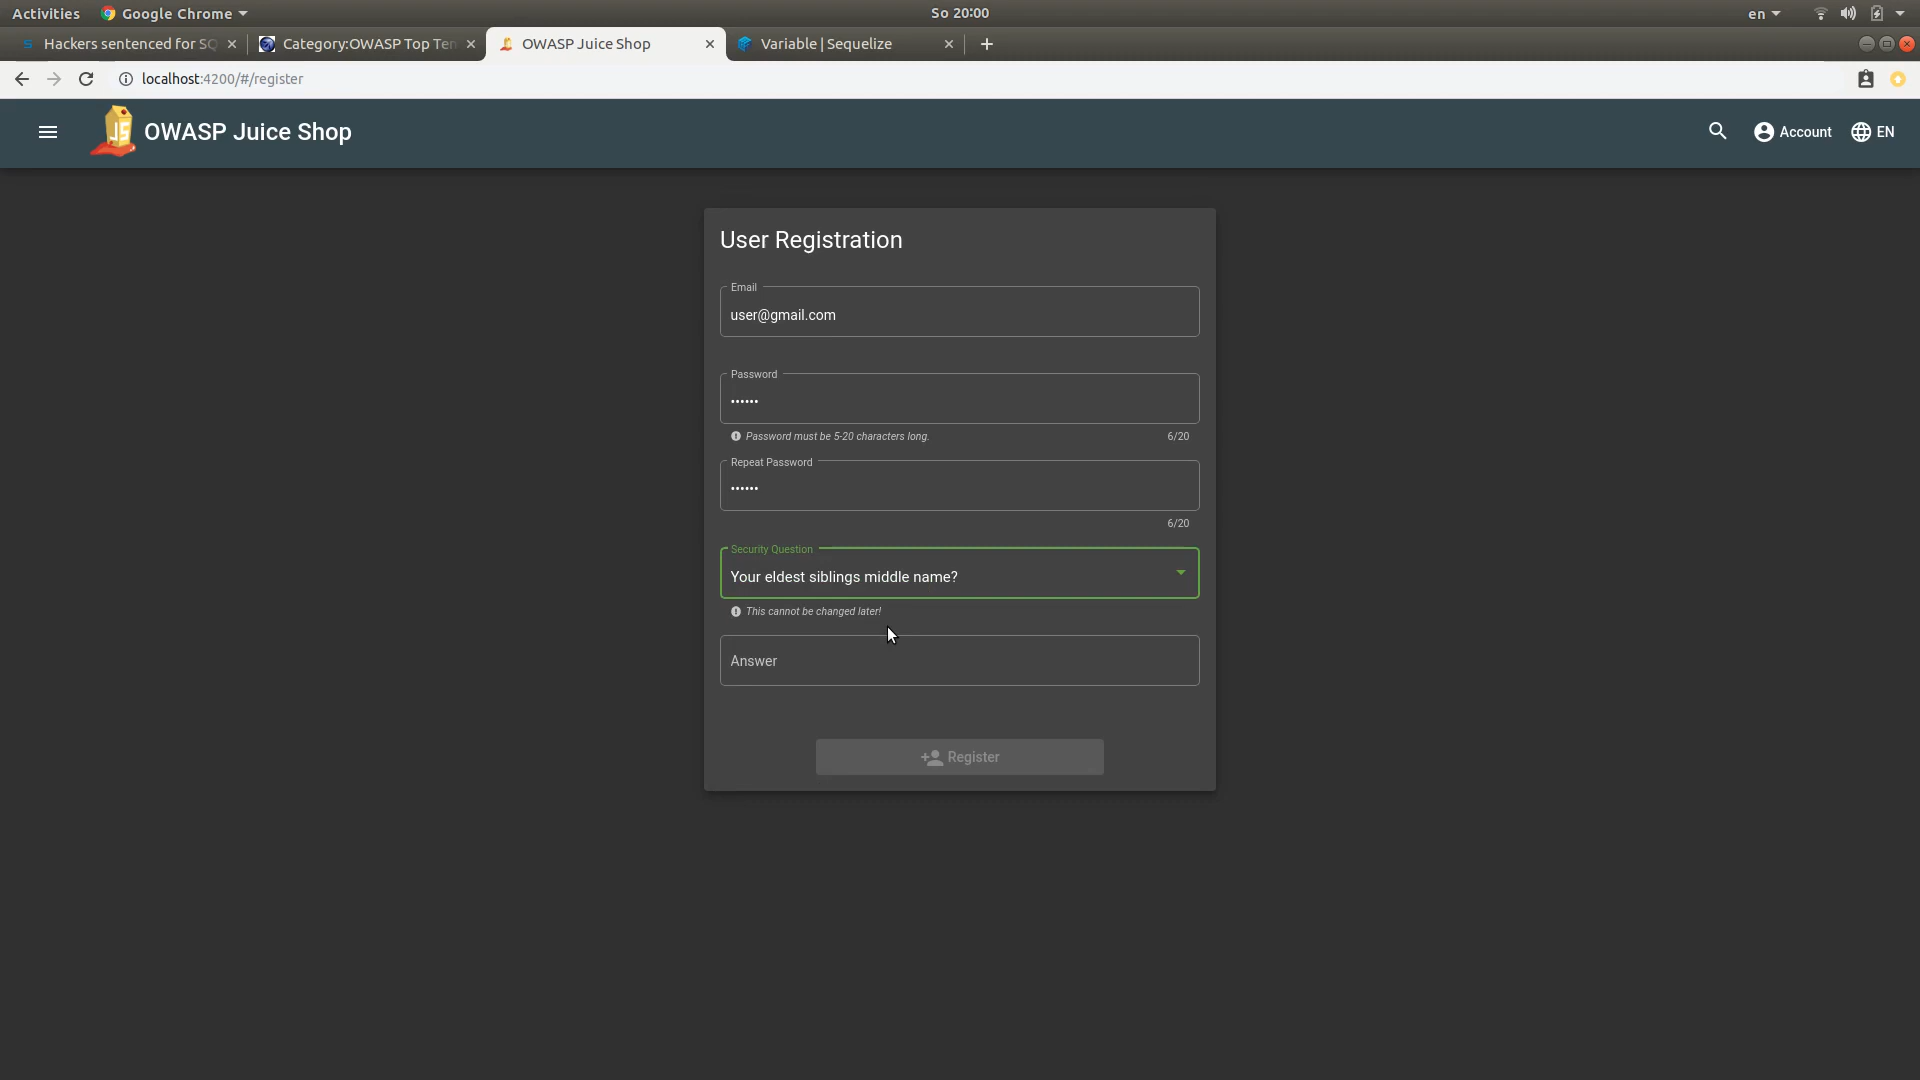 Activities Google Chrome So 20:00 en
Hackers sentenced for SQ Category:OWASP Top Ten OWASP Juice Shop Variable | Sequelize
localhost:4200/#/register
JS OWASP Juice Shop Account EN
User Registration
Email
user@gmail.com
Password
••••••
Password must be 5-20 characters long. 6/20
Repeat Password
••••••
6/20
Security Question
Your eldest siblings middle name?
This cannot be changed later!
Answer
Register